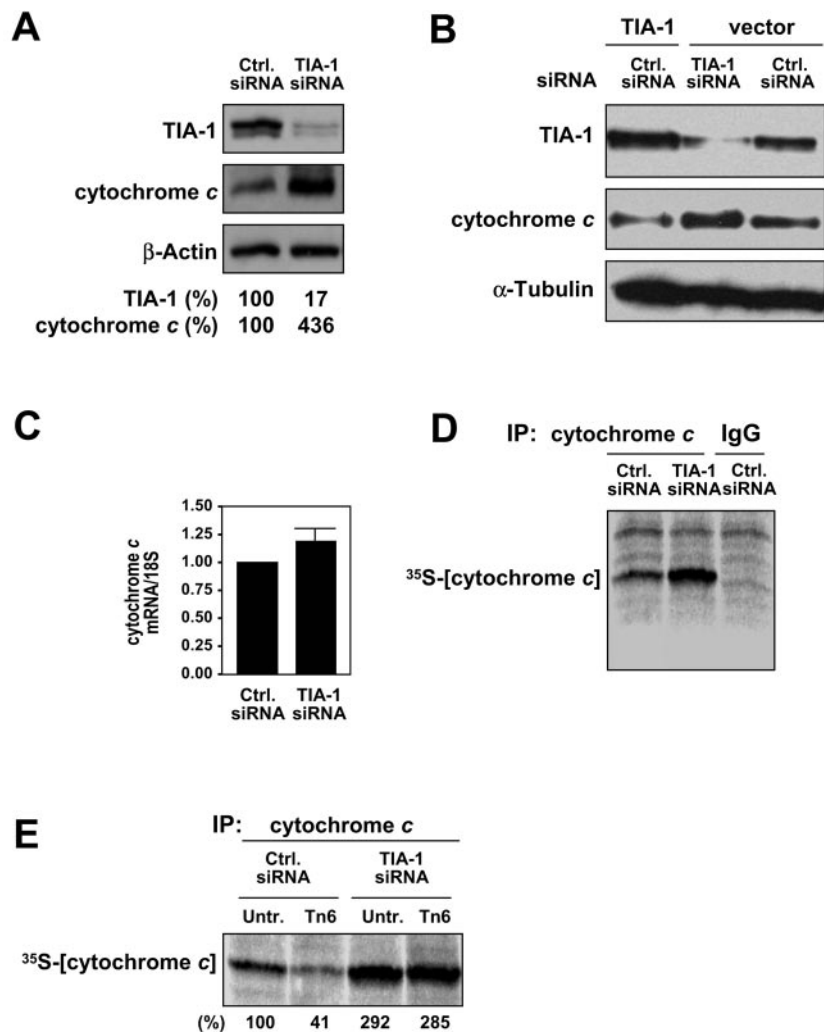 A
Ctrl. TIA-1
siRNA siRNA
TIA-1
cytochrome c
β-Actin
TIA-1 (%) 100 17
cytochrome c (%) 100 436
B
TIA-1 vector
Ctrl. TIA-1 Ctrl.
siRNA siRNA siRNA siRNA
TIA-1
cytochrome c
α-Tubulin
C
cytochrome c
mRNA/18S
1.50
1.25
1.00
0.75
0.50
0.25
0.00
Ctrl. TIA-1
siRNA siRNA
D
IP: cytochrome c IgG
Ctrl. TIA-1 Ctrl.
siRNA siRNA siRNA
35S-[cytochrome c]
E
IP: cytochrome c
Ctrl. TIA-1
siRNA siRNA
Untr. Tn6 Untr. Tn6
35S-[cytochrome c]
(%) 100 41 292 285